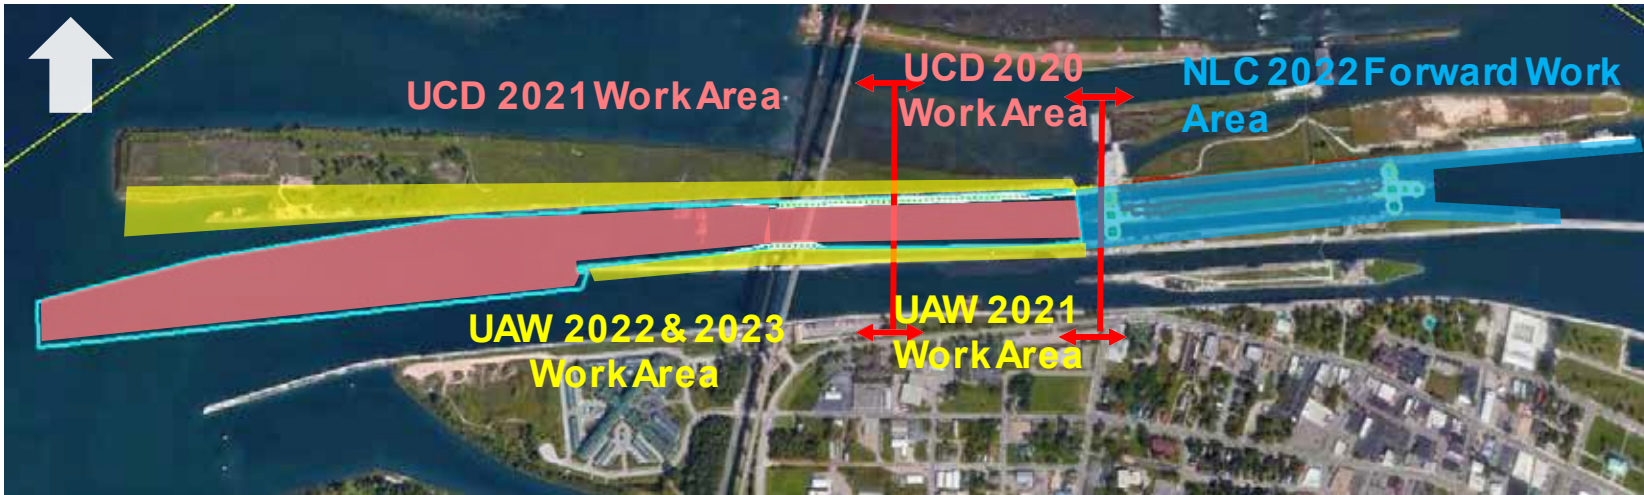 UCD 2021 Work Area
UCD 2020
Work Area
NLC 2022 Forward Work
Area
UAW 2022 & 2023
Work Area
UAW 2021
Work Area